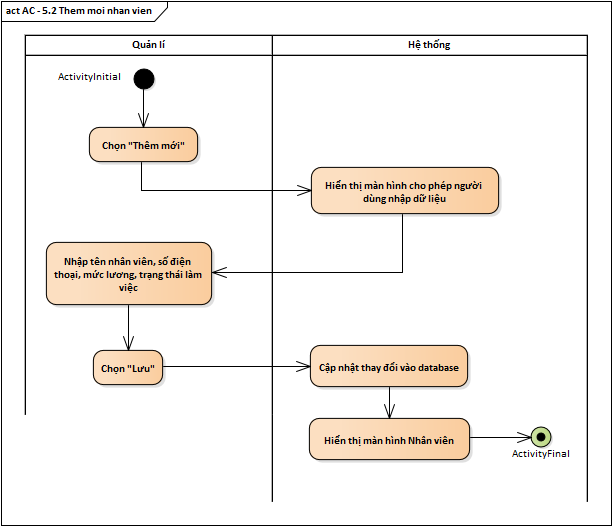 act AC - 5.2 Them moi nhan vien
Quản lí
Hệ thống
ActivityInitial
Chọn "Thêm mới"
Hiển thị màn hình cho phép người
dùng nhập dữ liệu
Nhập tên nhân viên, số điện
thoại, mức lương, trạng thái làm
việc
Chọn "Lưu"
Cập nhật thay đổi vào database
Hiển thị màn hình Nhân viên
ActivityFinal